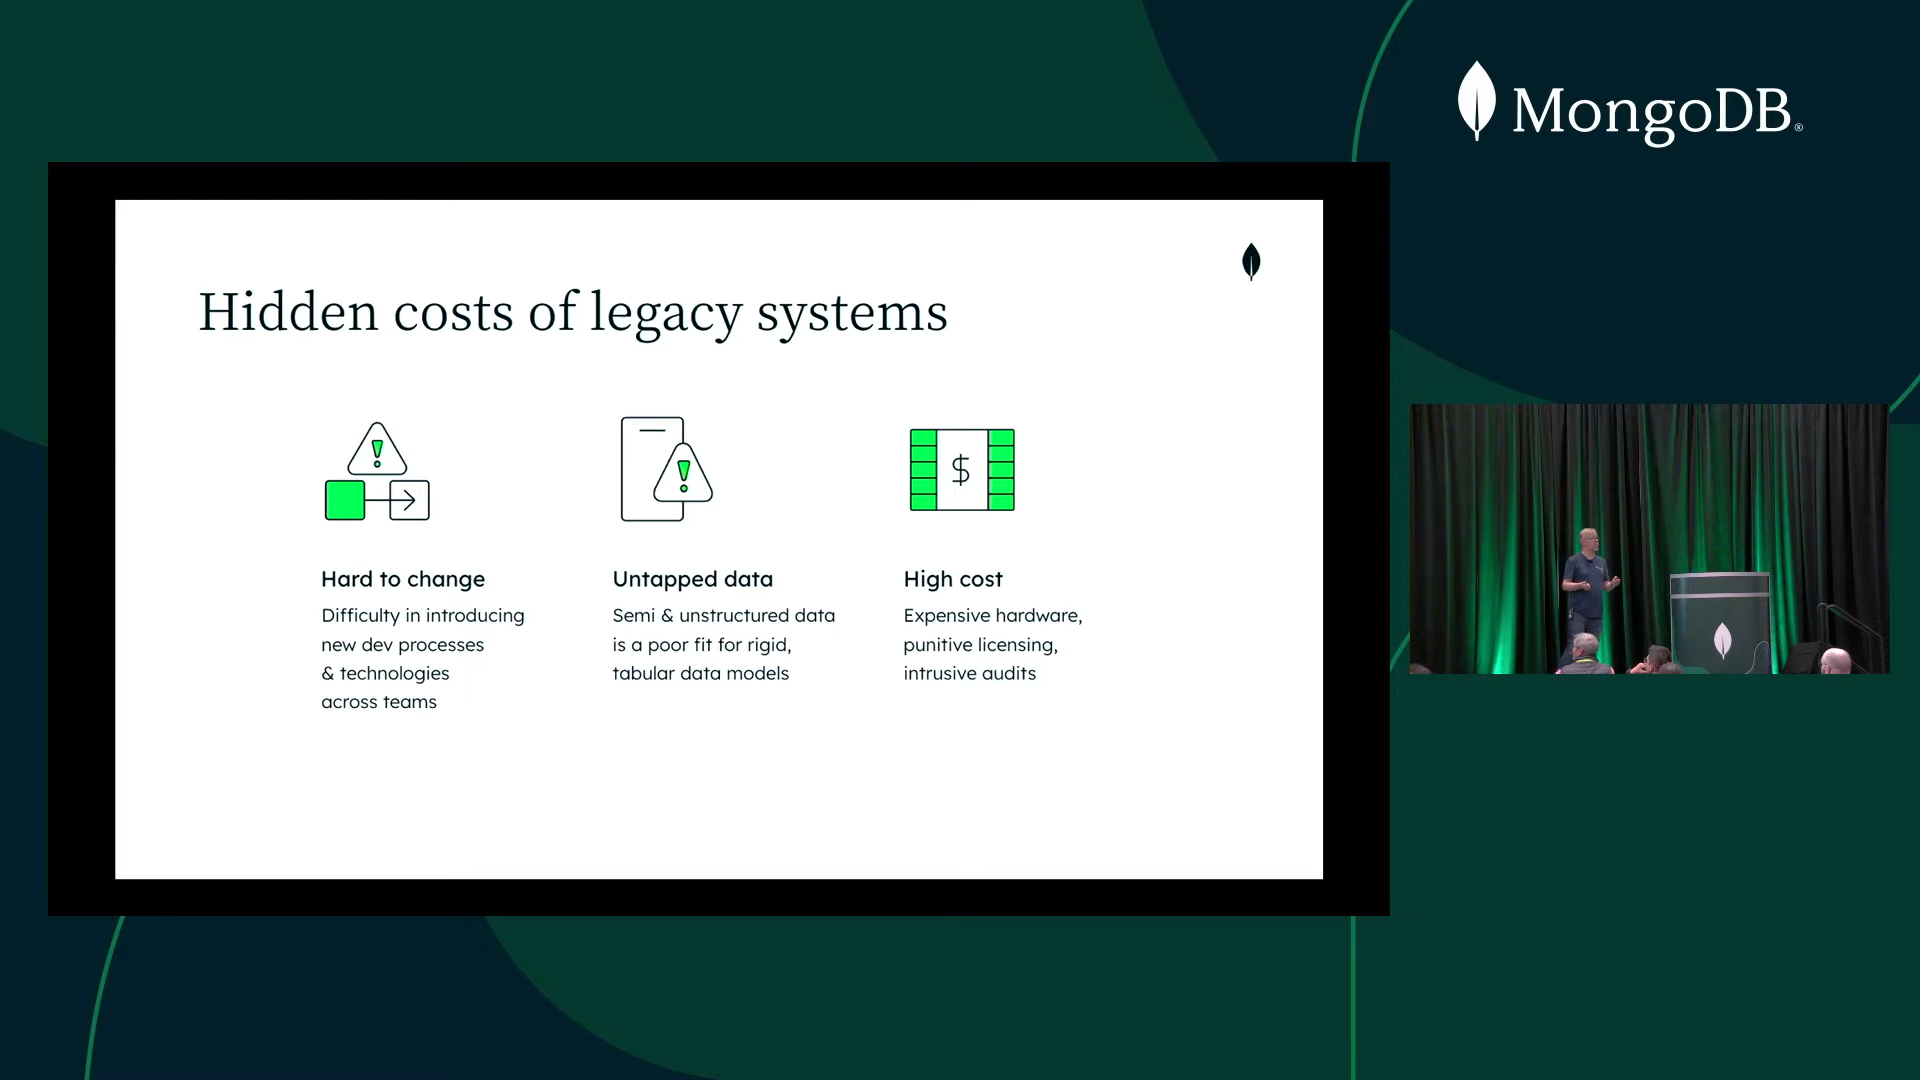 MongoDB®
Hidden costs of legacy systems
$
Hard to change
Difficulty in introducing
new dev processes
& technologies
across teams
Untapped data
Semi & unstructured data
is a poor fit for rigid,
tabular data models
High cost
Expensive hardware,
punitive licensing,
intrusive audits